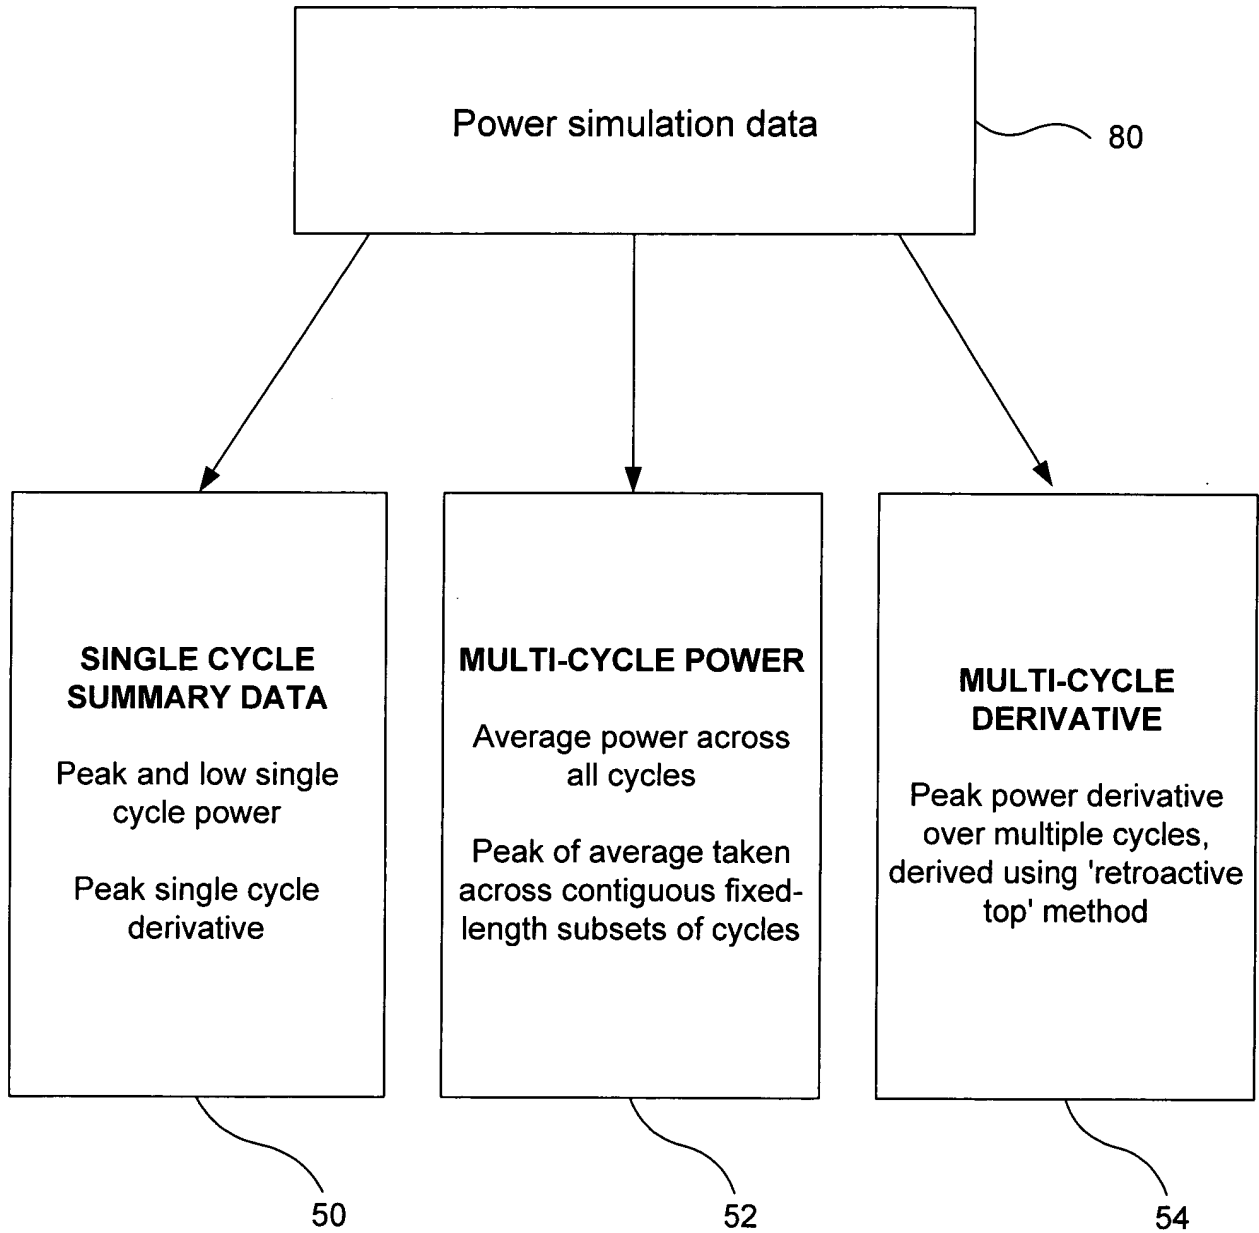 Power simulation data
80
SINGLE CYCLE
SUMMARY DATA
Peak and low single
cycle power
Peak single cycle
derivative
50
MULTI-CYCLE POWER
Average power across
all cycles
Peak of average taken
across contiguous fixed-
length subsets of cycles
52
MULTI-CYCLE
DERIVATIVE
Peak power derivative
over multiple cycles,
derived using 'retroactive
top' method
54